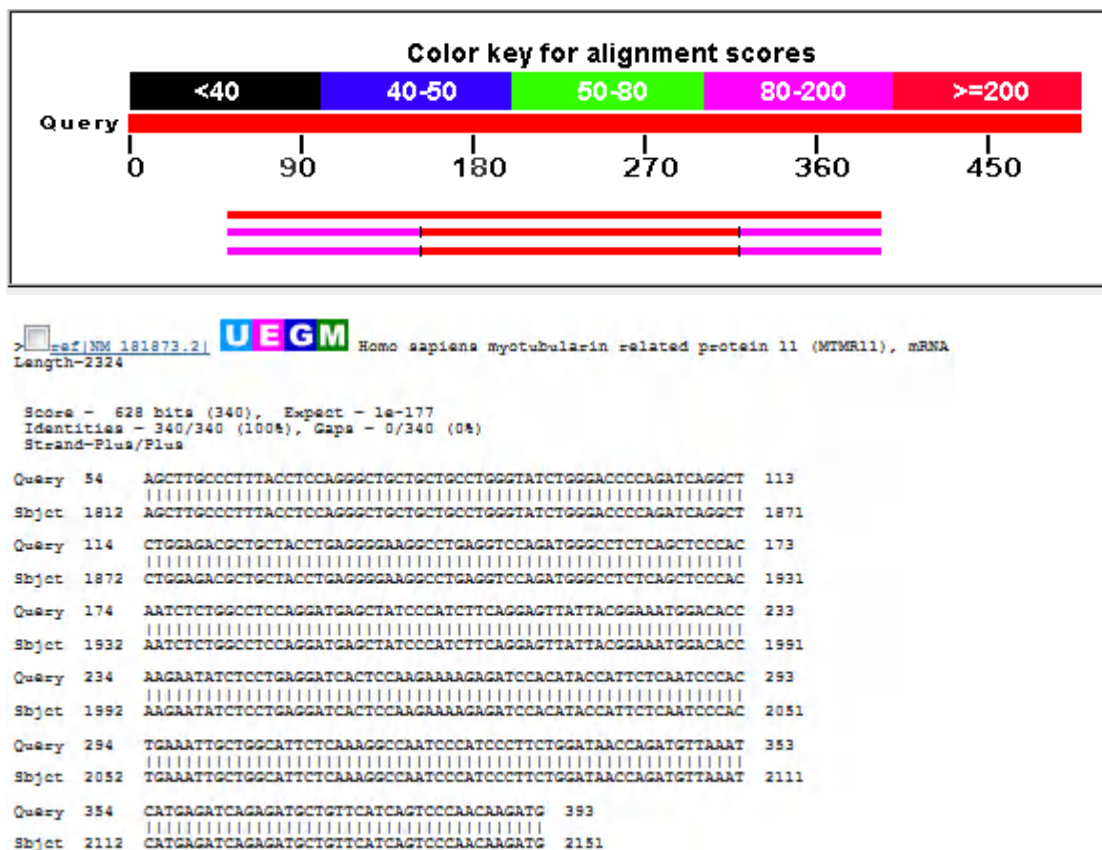 Color key for alignment scores
<40 40-50 50-80 80-200 >=200
Query
0 90 180 270 360 450
>ref|NM_181873.2| U E G M Homo sapiens myotubularin related protein 11 (MTMR11), mRNA
Length=2324
Score = 628 bits (340), Expect = 1e-177
Identities = 340/340 (100%), Gaps = 0/340 (0%)
Strand=Plus/Plus
Query 54 AGCTTGCCCTTTACCTCCAGGGCTGCTGCTGCCTGGGTATCTGGGACCCCAGATCAGGCT 113
||||||||||||||||||||||||||||||||||||||||||||||||||||||||||||
Sbjct 1812 AGCTTGCCCTTTACCTCCAGGGCTGCTGCTGCCTGGGTATCTGGGACCCCAGATCAGGCT 1871
Query 114 CTGGAGACGCTGCTACCTGAGGGGAAGGCCTGAGGTCCAGATGGGCCTCTCAGCTCCCAC 173
||||||||||||||||||||||||||||||||||||||||||||||||||||||||||||
Sbjct 1872 CTGGAGACGCTGCTACCTGAGGGGAAGGCCTGAGGTCCAGATGGGCCTCTCAGCTCCCAC 1931
Query 174 AATCTCTGGCCTCCAGGATGAGCTATCCCATCTTCAGGAGTTATTACGGAAATGGACACC 233
||||||||||||||||||||||||||||||||||||||||||||||||||||||||||||
Sbjct 1932 AATCTCTGGCCTCCAGGATGAGCTATCCCATCTTCAGGAGTTATTACGGAAATGGACACC 1991
Query 234 AAGAATATCTCCTGAGGATCACTCCAAGAAAAGAGATCCACATACCATTCTCAATCCCAC 293
||||||||||||||||||||||||||||||||||||||||||||||||||||||||||||
Sbjct 1992 AAGAATATCTCCTGAGGATCACTCCAAGAAAAGAGATCCACATACCATTCTCAATCCCAC 2051
Query 294 TGAAATTGCTGGCATTCTCAAAGGCCAATCCCATCCCTTCTGGATAACCAGATGTTAAAT 353
||||||||||||||||||||||||||||||||||||||||||||||||||||||||||||
Sbjct 2052 TGAAATTGCTGGCATTCTCAAAGGCCAATCCCATCCCTTCTGGATAACCAGATGTTAAAT 2111
Query 354 CATGAGATCAGAGATGCTGTTCATCAGTCCCAACAAGATG 393
||||||||||||||||||||||||||||||||||||||||
Sbjct 2112 CATGAGATCAGAGATGCTGTTCATCAGTCCCAACAAGATG 2151